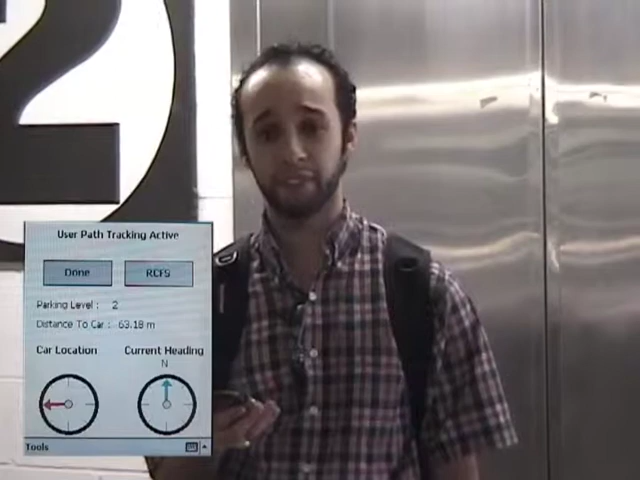 2
User Path Tracking Active
Done RCFS
Parking Level : 2
Distance To Car : 63.18 m
Car Location Current Heading
N
Tools